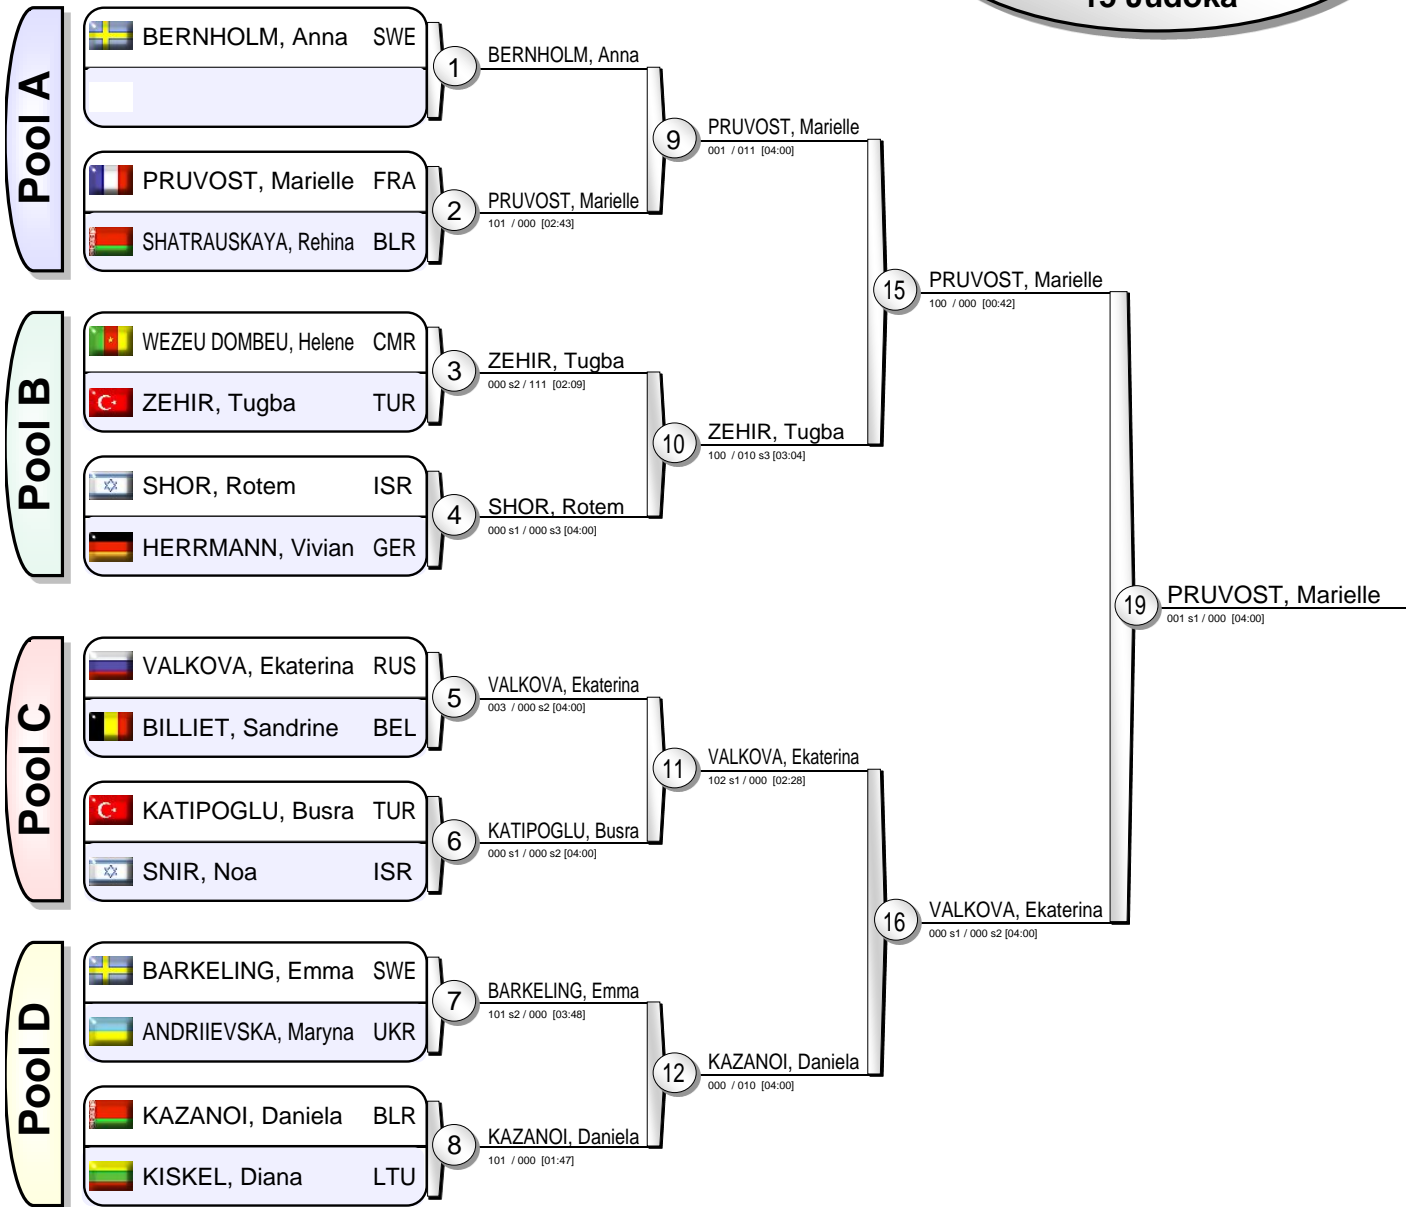 15 Judoka
Pool A
BERNHOLM, Anna SWE
1
BERNHOLM, Anna
PRUVOST, Marielle FRA
SHATRAUSKAYA, Rehina BLR
2
PRUVOST, Marielle
101 / 000 [02:43]
9
PRUVOST, Marielle
001 / 011 [04:00]
Pool B
WEZEU DOMBEU, Helene CMR
ZEHIR, Tugba TUR
3
ZEHIR, Tugba
000 s2 / 111 [02:09]
SHOR, Rotem ISR
HERRMANN, Vivian GER
4
SHOR, Rotem
000 s1 / 000 s3 [04:00]
10
ZEHIR, Tugba
100 / 010 s3 [03:04]
15
PRUVOST, Marielle
100 / 000 [00:42]
Pool C
VALKOVA, Ekaterina RUS
BILLIET, Sandrine BEL
5
VALKOVA, Ekaterina
003 / 000 s2 [04:00]
KATIPOGLU, Busra TUR
SNIR, Noa ISR
6
KATIPOGLU, Busra
000 s1 / 000 s2 [04:00]
11
VALKOVA, Ekaterina
102 s1 / 000 [02:28]
Pool D
BARKELING, Emma SWE
ANDRIIEVSKA, Maryna UKR
7
BARKELING, Emma
101 s2 / 000 [03:48]
KAZANOI, Daniela BLR
KISKEL, Diana LTU
8
KAZANOI, Daniela
101 / 000 [01:47]
12
KAZANOI, Daniela
000 / 010 [04:00]
16
VALKOVA, Ekaterina
000 s1 / 000 s2 [04:00]
19
PRUVOST, Marielle
001 s1 / 000 [04:00]